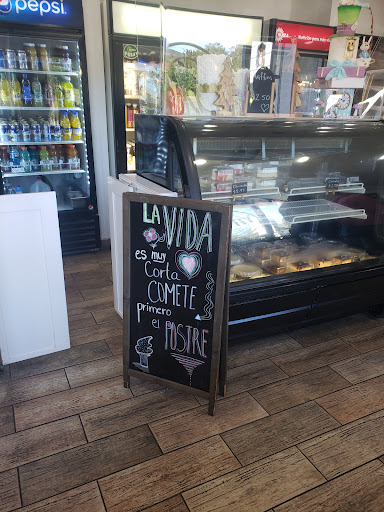 pepsi
LA VIDA
es muy
Corta
COMETE
primero
el POSTRE